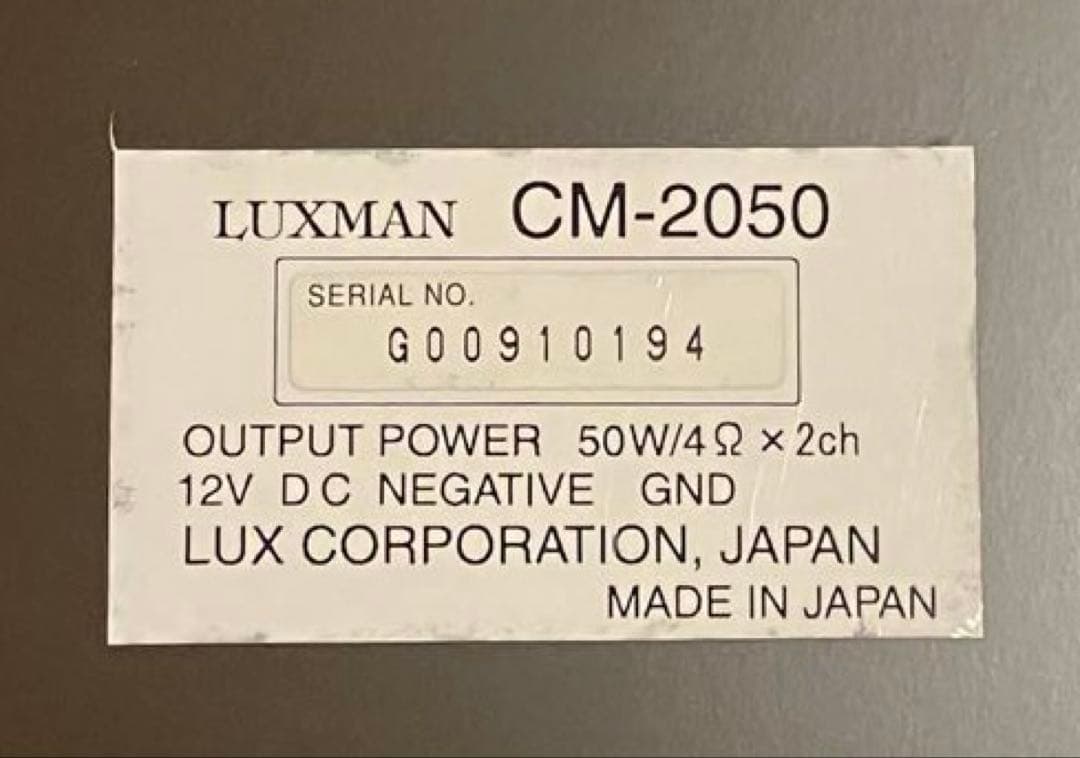 LUXMAN CM-2050
SERIAL NO.
G00910194
OUTPUT POWER 50W/4Ω × 2ch
12V DC NEGATIVE GND
LUX CORPORATION, JAPAN
MADE IN JAPAN